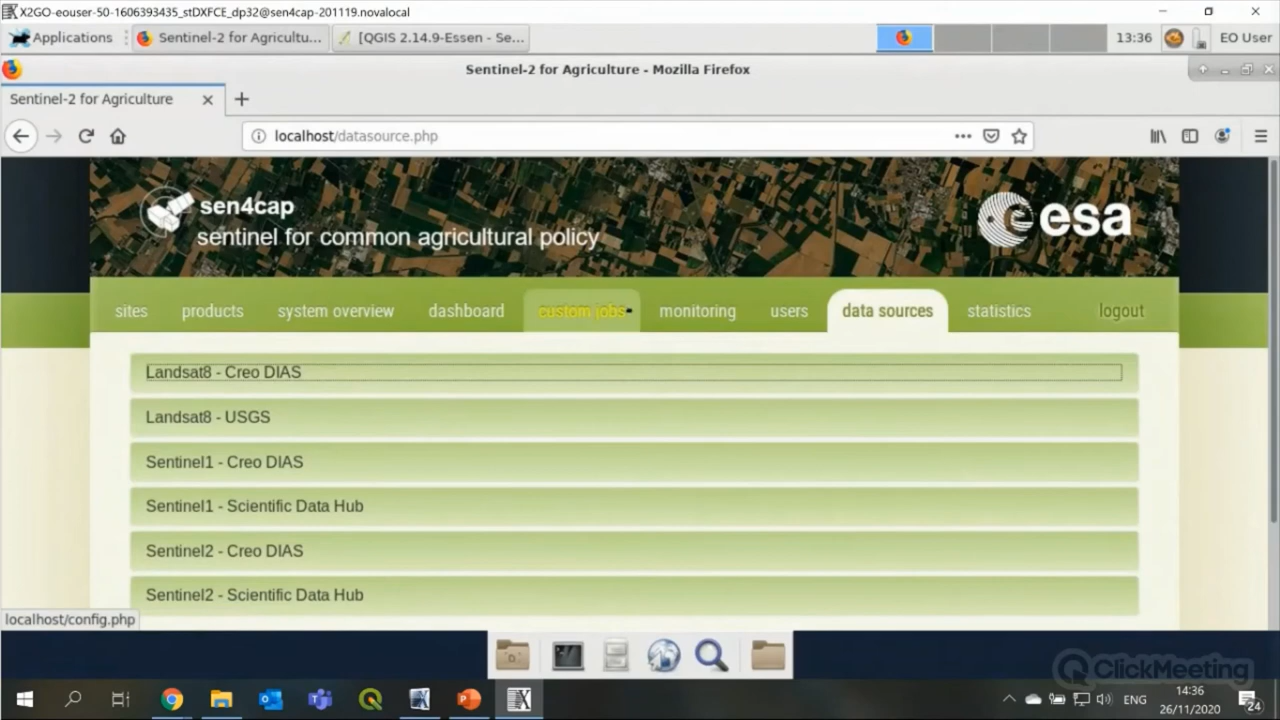 X2GO-eouser-50-1606393435_stDXFCE_dp32@sen4cap-201119.novalocal
Applications
Sentinel-2 for Agricultu...
[QGIS 2.14.9-Essen - Se...
13:36
EO User
Sentinel-2 for Agriculture - Mozilla Firefox
Sentinel-2 for Agriculture
localhost/datasource.php
sen4cap
sentinel for common agricultural policy
esa
sites products system overview dashboard custom jobs monitoring users data sources statistics logout
Landsat8 - Creo DIAS
Landsat8 - USGS
Sentinel1 - Creo DIAS
Sentinel1 - Scientific Data Hub
Sentinel2 - Creo DIAS
Sentinel2 - Scientific Data Hub
localhost/config.php
ClickMeeting
ENG
14:36
26/11/2020
24